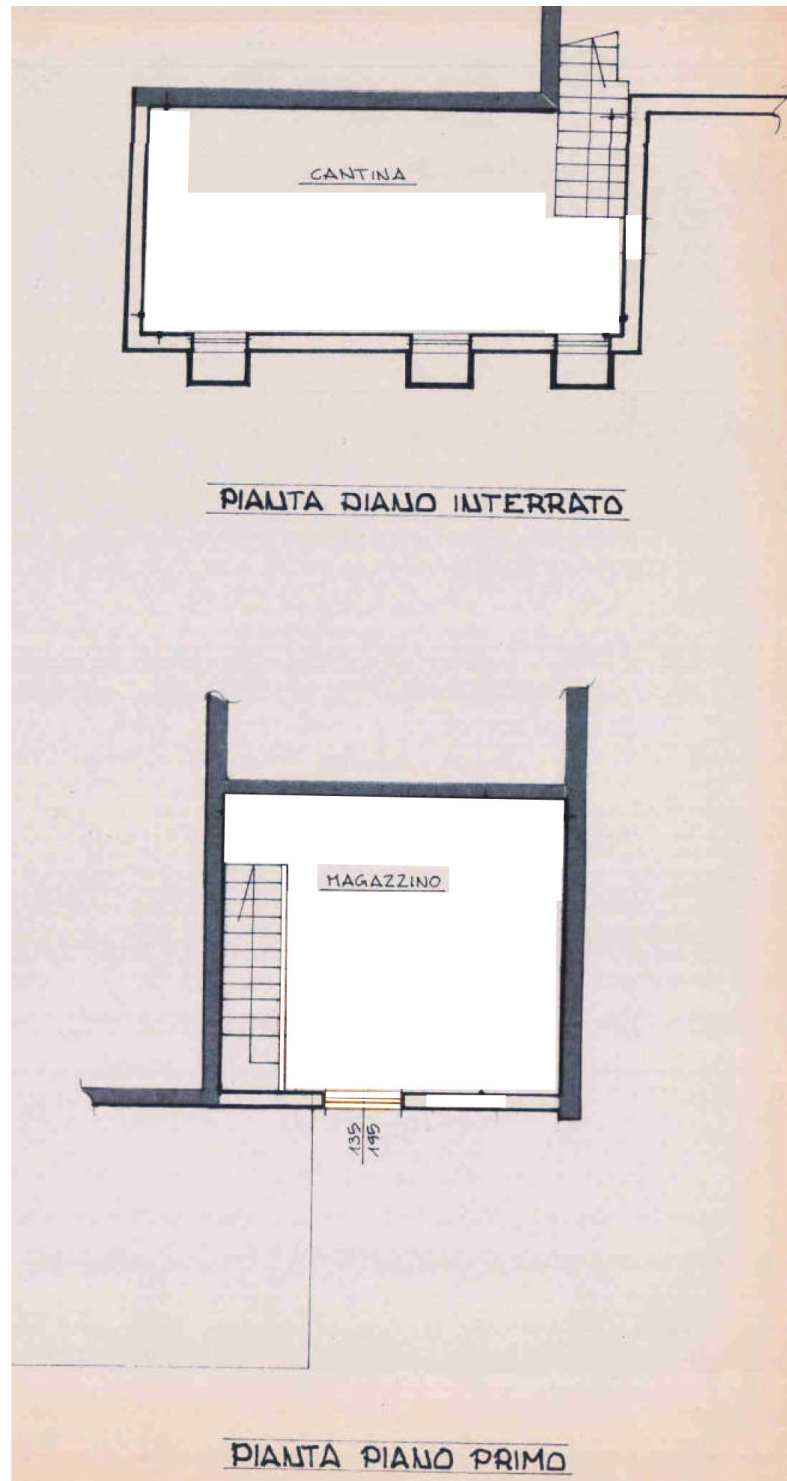 CANTINA
PIANTA PIANO INTERRATO
MAGAZZINO
135
195
PIANTA PIANO PRIMO